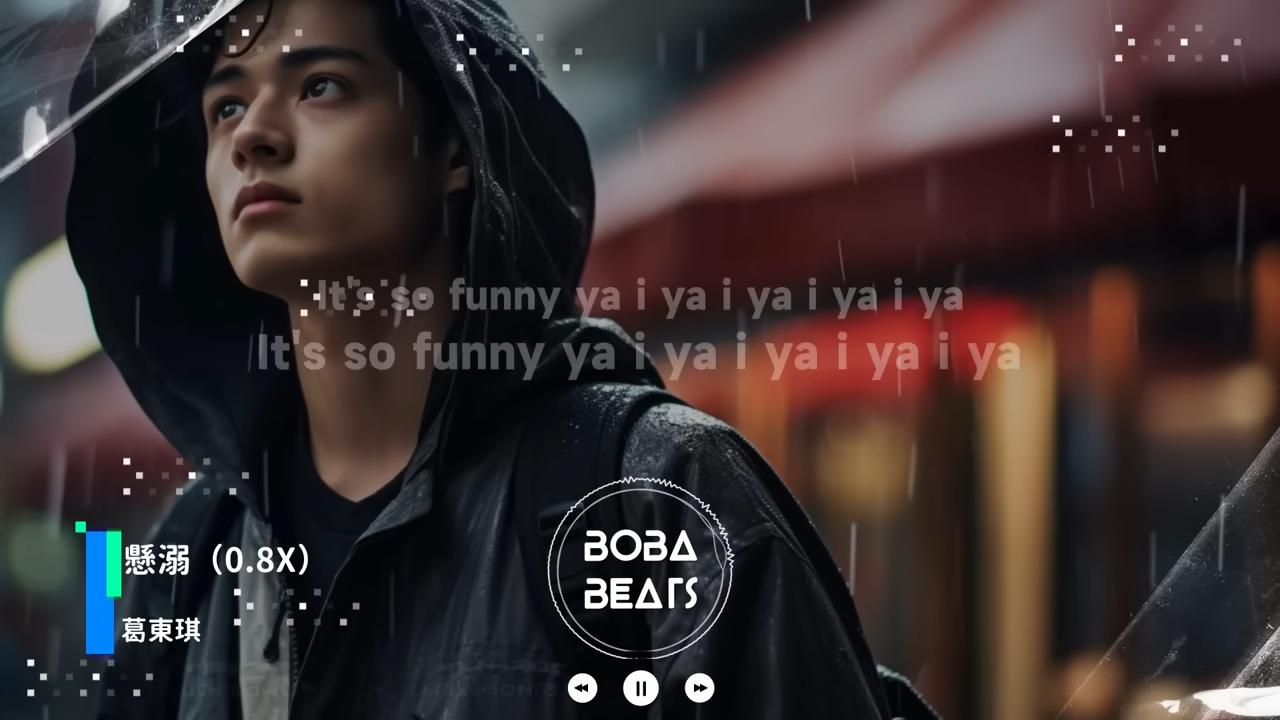 It's so funny ya i ya i ya i ya i ya
It's so funny ya i ya i ya i ya i ya
懸溺（0.8X）
葛東琪
BOBA
BEATS